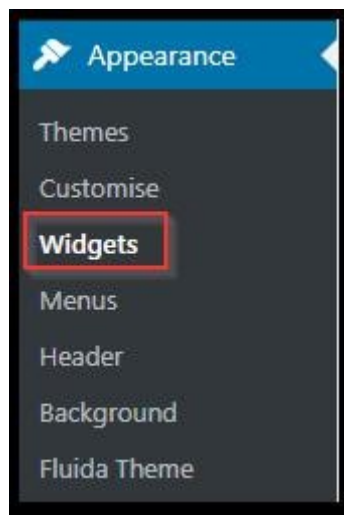 Appearance
Themes
Customise
Widgets
Menus
Header
Background
Fluida Theme